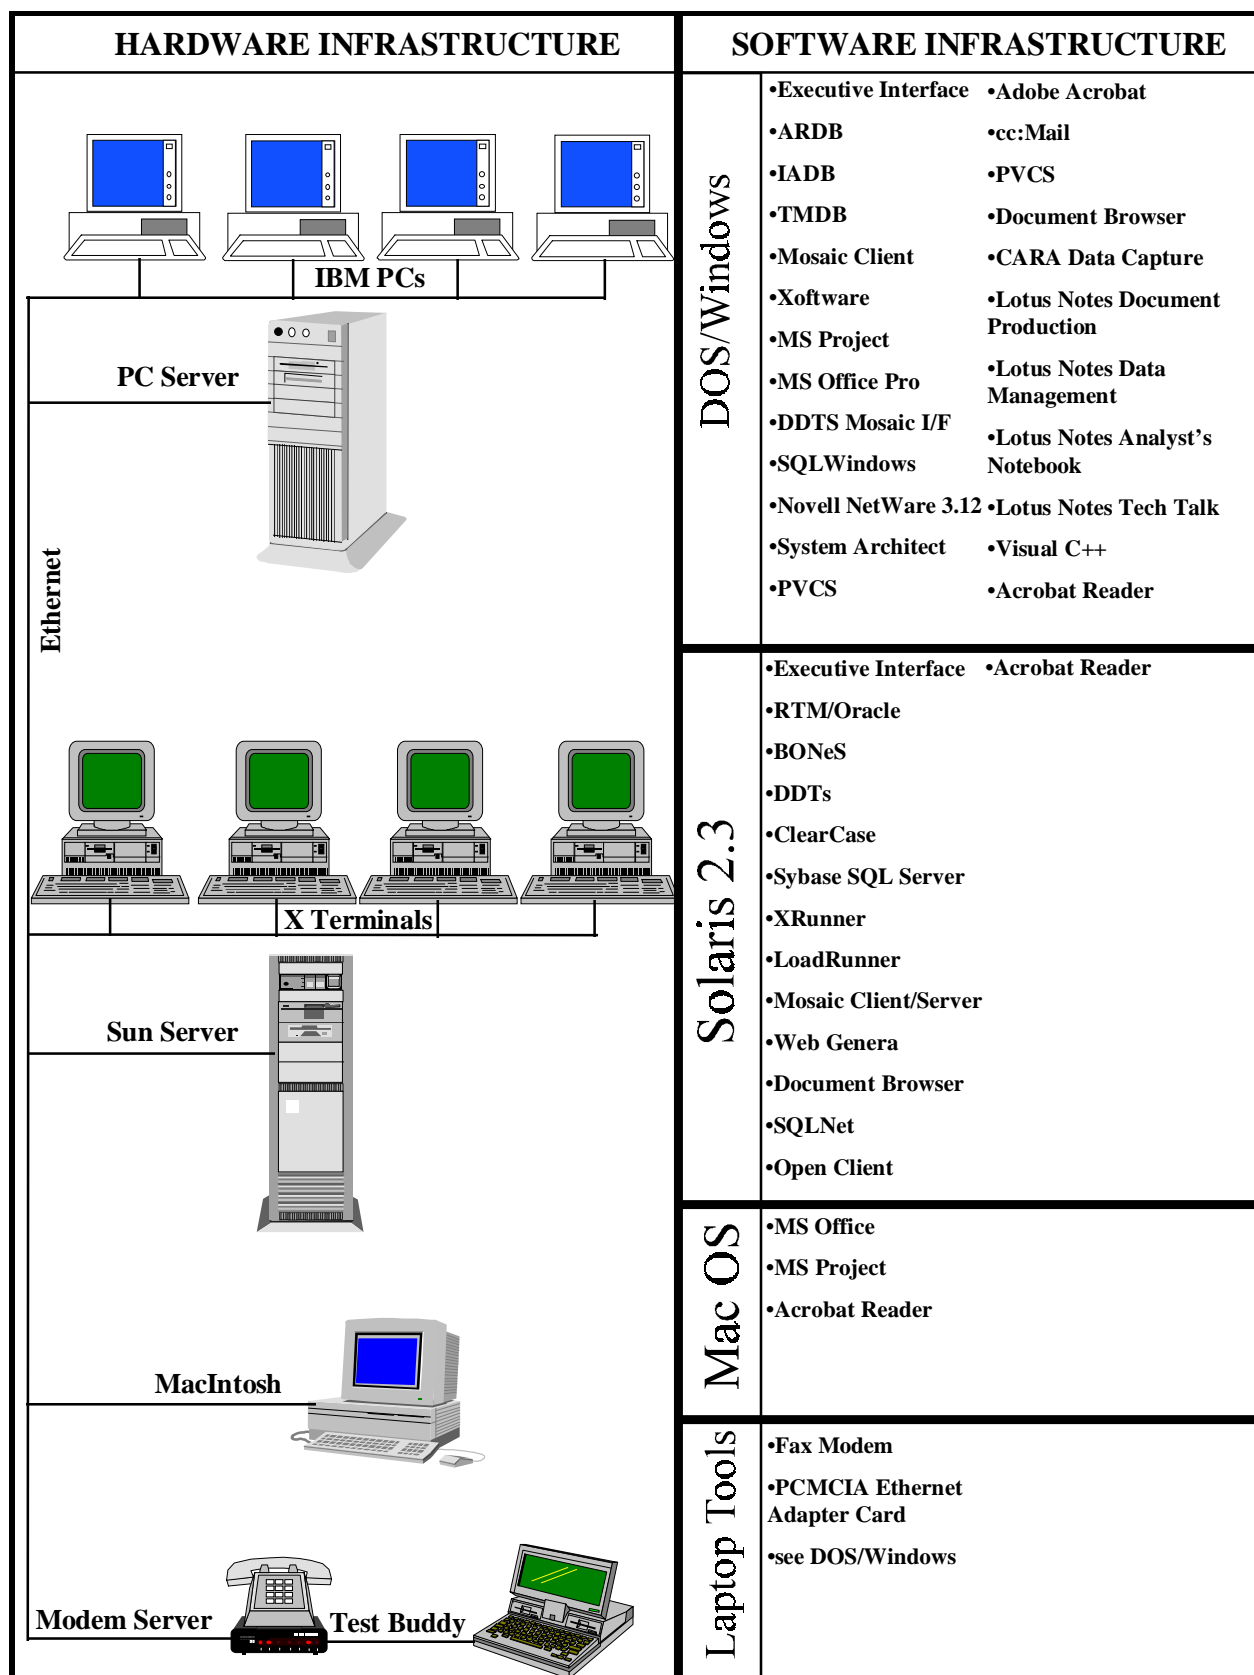 HARDWARE INFRASTRUCTURE
IBM PCs
PC Server
Ethernet
X Terminals
Sun Server
MacIntosh
Modem Server
Test Buddy
SOFTWARE INFRASTRUCTURE
DOS/Windows
•Executive Interface
•ARDB
•IADB
•TMDB
•Mosaic Client
•Xoftware
•MS Project
•MS Office Pro
•DDTS Mosaic I/F
•SQLWindows
•Novell NetWare 3.12
•System Architect
•PVCS
•Adobe Acrobat
•cc:Mail
•PVCS
•Document Browser
•CARA Data Capture
•Lotus Notes Document
Production
•Lotus Notes Data
Management
•Lotus Notes Analyst's
Notebook
•Lotus Notes Tech Talk
•Visual C++
•Acrobat Reader
Solaris 2.3
•Executive Interface
•RTM/Oracle
•BONeS
•DDTs
•ClearCase
•Sybase SQL Server
•XRunner
•LoadRunner
•Mosaic Client/Server
•Web Genera
•Document Browser
•SQLNet
•Open Client
•Acrobat Reader
Mac OS
•MS Office
•MS Project
•Acrobat Reader
Laptop Tools
•Fax Modem
•PCMCIA Ethernet
Adapter Card
•see DOS/Windows